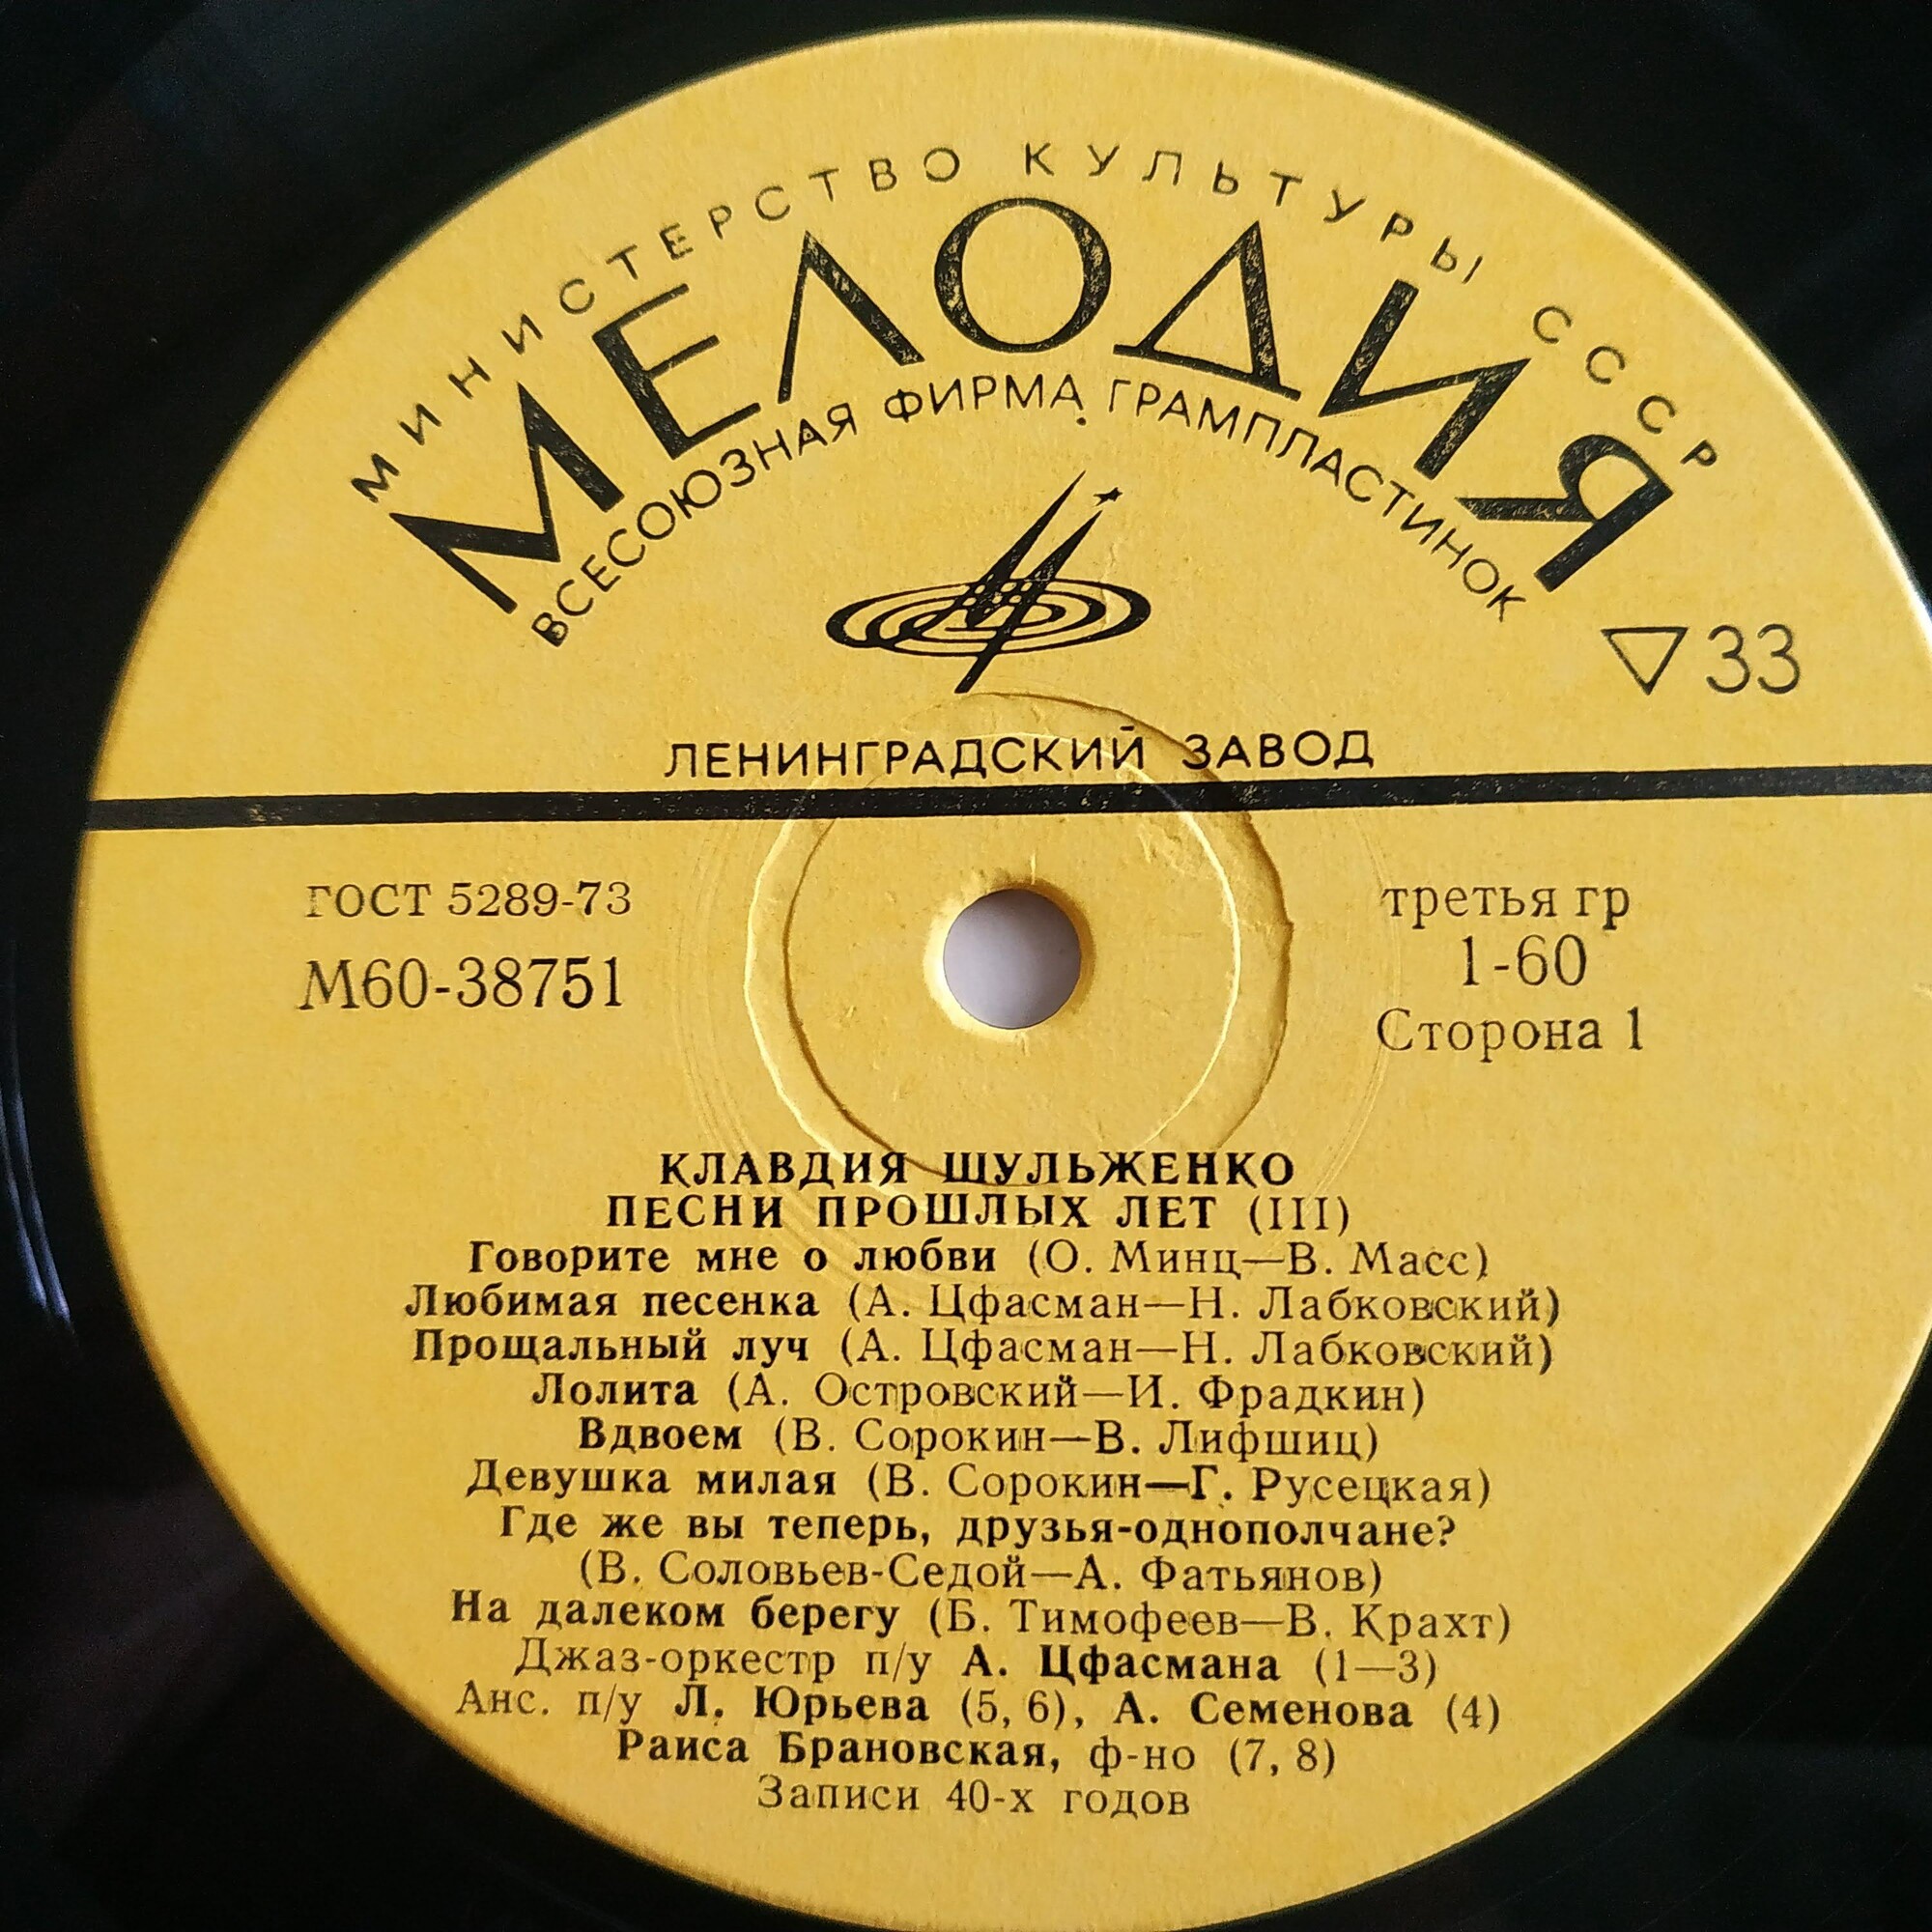 МИНИСТЕРСТВО КУЛЬТУРЫ СССР
МЕЛОДИЯ
ВСЕСОЮЗНАЯ ФИРМА ГРАМПЛАСТИНОК
33
ЛЕНИНГРАДСКИЙ ЗАВОД
ГОСТ 5289-73
М60-38751
третья гр
1-60
Сторона 1
КЛАВДИЯ ШУЛЬЖЕНКО
ПЕСНИ ПРОШЛЫХ ЛЕТ (III)
Говорите мне о любви (О. Минц—В. Масс)
Любимая песенка (А. Цфасман—Н. Лабковский)
Прощальный луч (А. Цфасман—Н. Лабковский)
Лолита (А. Островский—И. Фрадкин)
Вдвоем (В. Сорокин—В. Лифшиц)
Девушка милая (В. Сорокин—Г. Русецкая)
Где же вы теперь, друзья-однополчане?
(В. Соловьев-Седой—А. Фатьянов)
На далеком берегу (Б. Тимофеев—В. Крахт)
Джаз-оркестр п/у А. Цфасмана (1—3)
Анс. п/у Л. Юрьева (5, 6), А. Семенова (4)
Раиса Брановская, ф-но (7, 8)
Записи 40-х годов